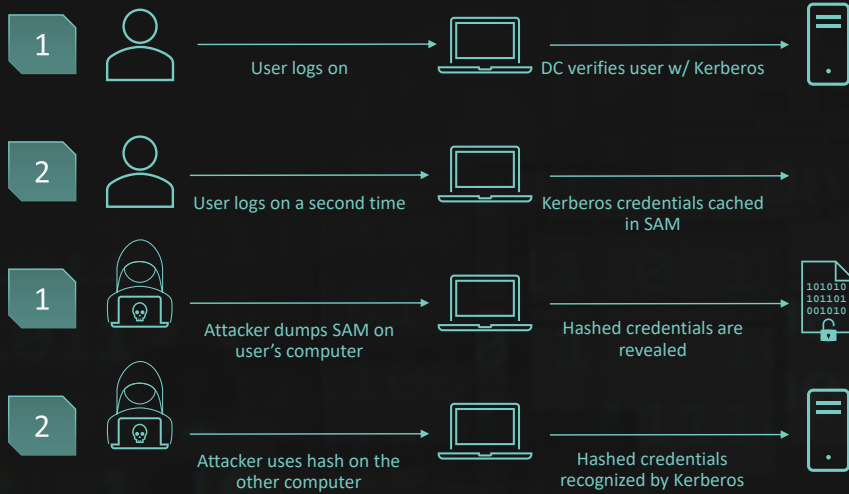 1
User logs on
DC verifies user w/ Kerberos
2
User logs on a second time
Kerberos credentials cached
in SAM
1
Attacker dumps SAM on
user's computer
Hashed credentials are
revealed
101010
101101
001010
2
Attacker uses hash on the
other computer
Hashed credentials
recognized by Kerberos